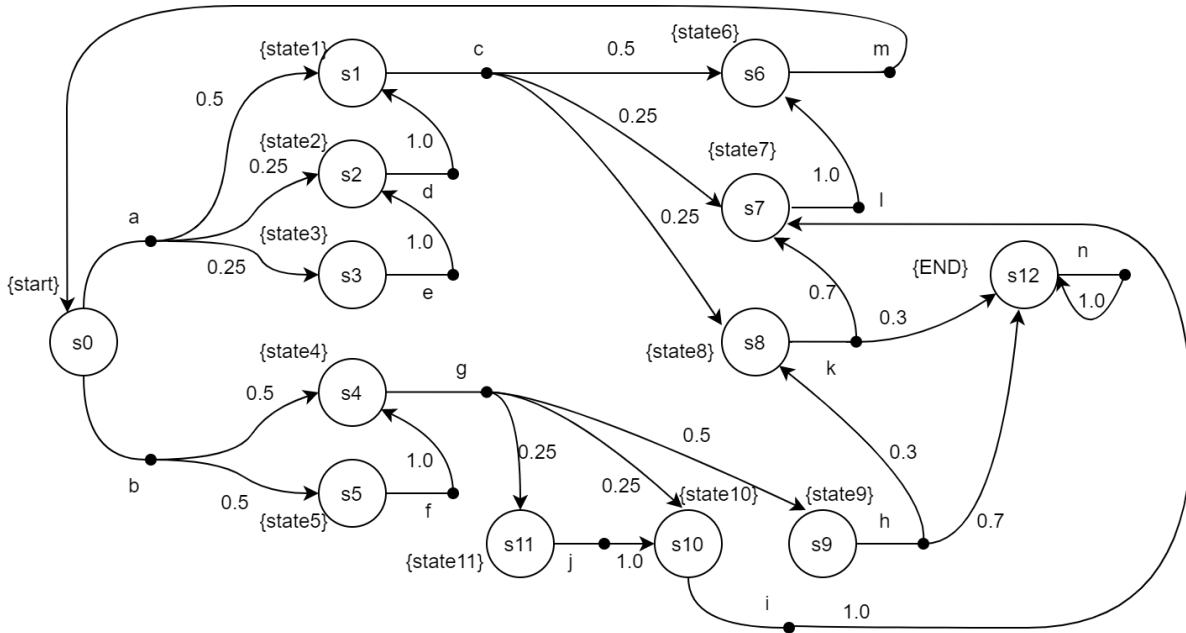 {state1}
s1
c
0.5
{state6}
s6
m
0.5
0.25
1.0
{state2}
s2
d
0.25
{state7}
s7
1.0
l
a
{state3}
s3
e
0.25
1.0
0.25
{END}
s12
n
1.0
{start}
s0
0.7
0.3
{state8}
s8
k
{state4}
s4
g
0.5
1.0
b
0.5
{state5}
s5
f
0.25
0.25
0.5
0.3
0.7
{state10}
{state9}
{state11}
s11
j
1.0
s10
s9
h
i
1.0